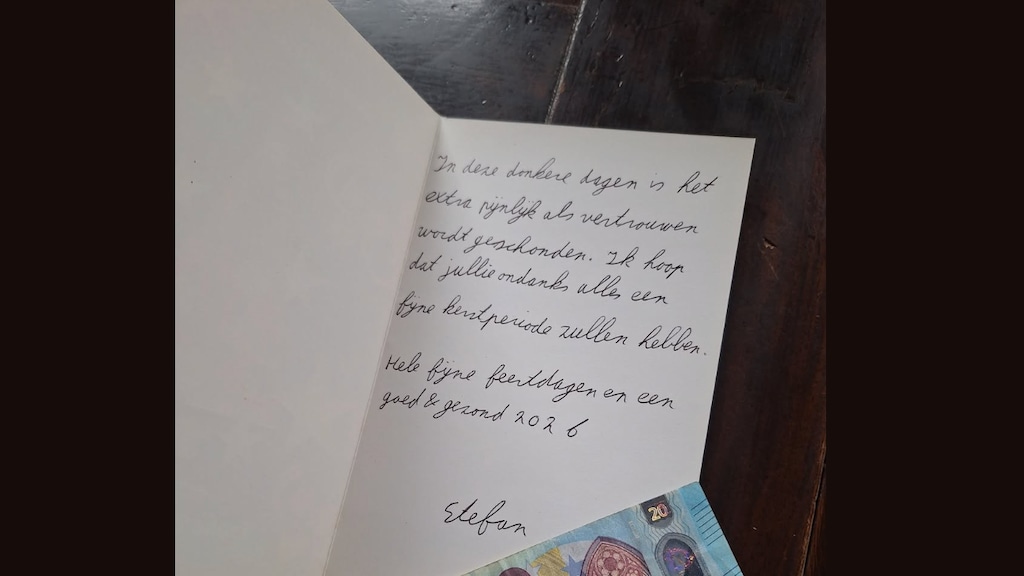 In deze donkere dagen is het
extra pijnlijk als vertrouwen
wordt geschonden. Ik hoop
dat jullie ondanks alles een
fijne kerstperiode zullen hebben.
Hele fijne feestdagen en een
goed & gezond 2026
Stefan
20